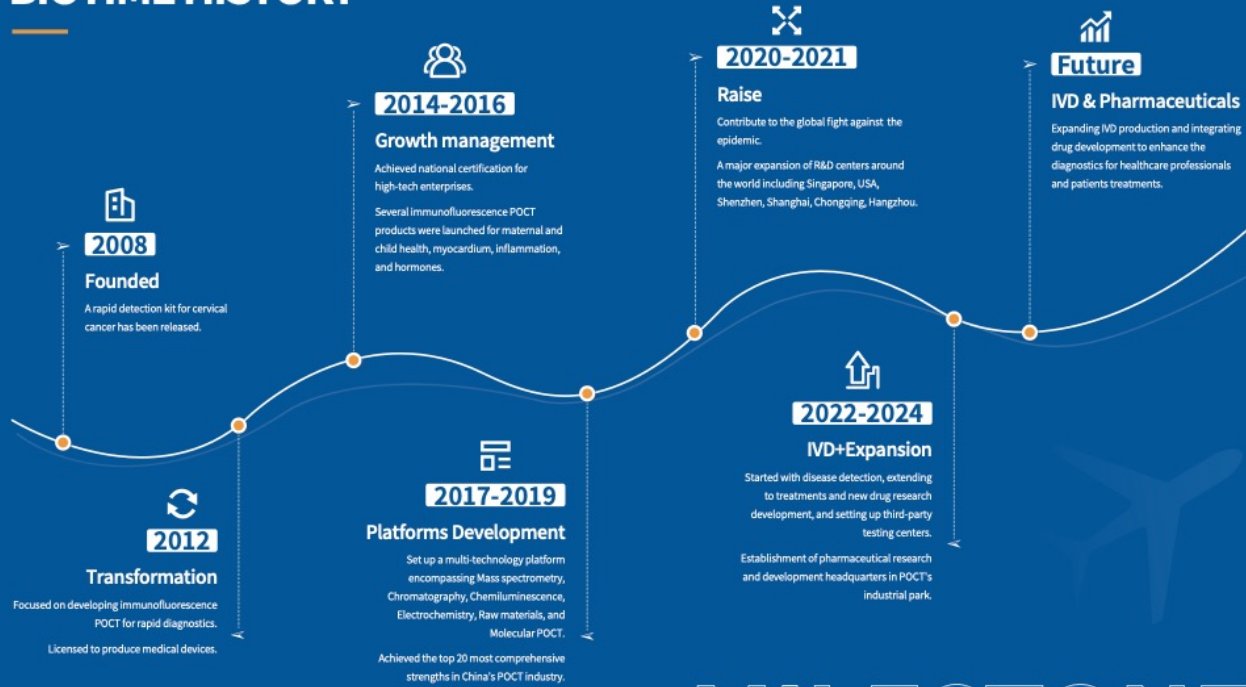 BIOTIME HISTORY
2008
Founded
A rapid detection kit for cervical
cancer has been released.
2012
Transformation
Focused on developing immunofluorescence
POCT for rapid diagnostics.
Licensed to produce medical devices.
2014-2016
Growth management
Achieved national certification for
high-tech enterprises.
Several immunofluorescence POCT
products were launched for maternal and
child health, myocardium, inflammation,
and hormones.
2017-2019
Platforms Development
Set up a multi-technology platform
encompassing Mass spectrometry,
Chromatography, Chemiluminescence,
Electrochemistry, Raw materials, and
Molecular POCT.
Achieved the top 20 most comprehensive
strengths in China's POCT industry.
2020-2021
Raise
Contribute to the global fight against the
epidemic.
A major expansion of R&D centers around
the world including Singapore, USA,
Shenzhen, Shanghai, Chongqing, Hangzhou.
2022-2024
IVD+Expansion
Started with disease detection, extending
to treatments and new drug research
development, and setting up third-party
testing centers.
Establishment of pharmaceutical research
and development headquarters in POCT's
industrial park.
Future
IVD & Pharmaceuticals
Expanding IVD production and integrating
drug development to enhance the
diagnostics for healthcare professionals
and patients treatments.